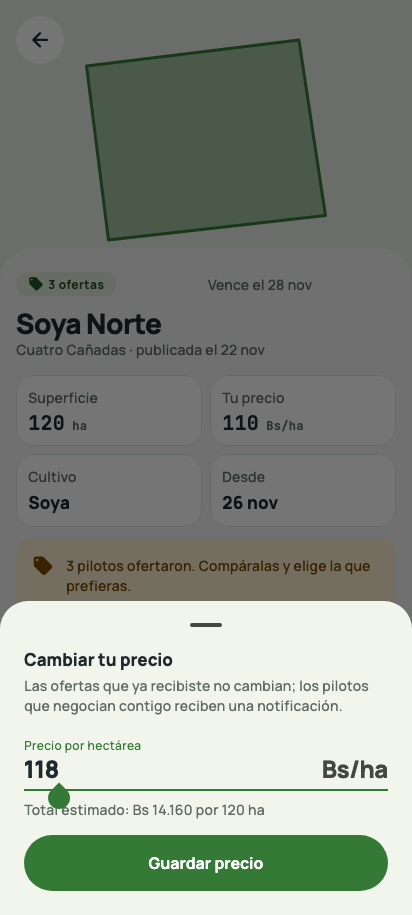 3 ofertas
Vence el 28 nov
Soya Norte
Cuatro Cañadas · publicada el 22 nov
Superficie
120 ha
Tu precio
110 Bs/ha
Cultivo
Soya
Desde
26 nov
3 pilotos ofertaron. Compáralas y elige la que
prefieras.
Cambiar tu precio
Las ofertas que ya recibiste no cambian; los pilotos
que negocian contigo reciben una notificación.
Precio por hectárea
118 Bs/ha
Total estimado: Bs 14.160 por 120 ha
Guardar precio